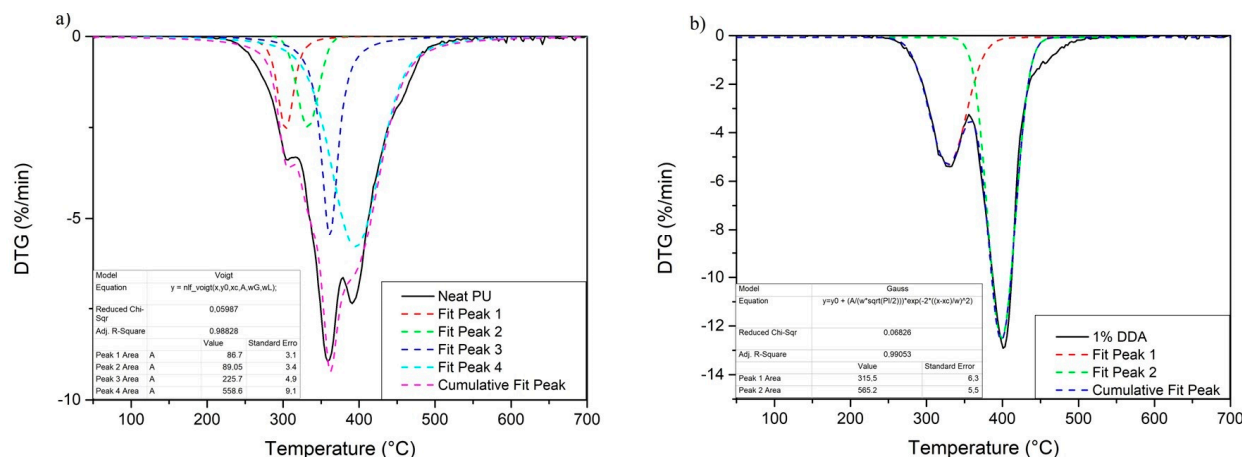 a)
0
-5
-10
DTG (%/min)
100 200 300 400 500 600 700
Temperature (°C)
Model Voigt
Equation y = nlf_voigt(x,y0,xc,A,wG,wL);
Reduced Chi-
Sqr
0,05987
Adj. R-Square 0.98828
Value Standard Erro
Peak 1 Area A 86.7 3.1
Peak 2 Area A 89.05 3.4
Peak 3 Area A 225.7 4.9
Peak 4 Area A 558.6 9.1
Neat PU
Fit Peak 1
Fit Peak 2
Fit Peak 3
Fit Peak 4
Cumulative Fit Peak
b)
0
-2
-4
-6
-8
-10
-12
-14
DTG (%/min)
100 200 300 400 500 600 700
Temperature (°C)
Model Gauss
Equation y=y0 + (A/(w*sqrt(PI/2)))*exp(-2*((x-xc)/w)^2)
Reduced Chi-Sqr 0.06826
Adj. R-Square 0.99053
Value Standard Error
Peak 1 Area 315.5 6.3
Peak 2 Area 565.2 5.5
1% DDA
Fit Peak 1
Fit Peak 2
Cumulative Fit Peak